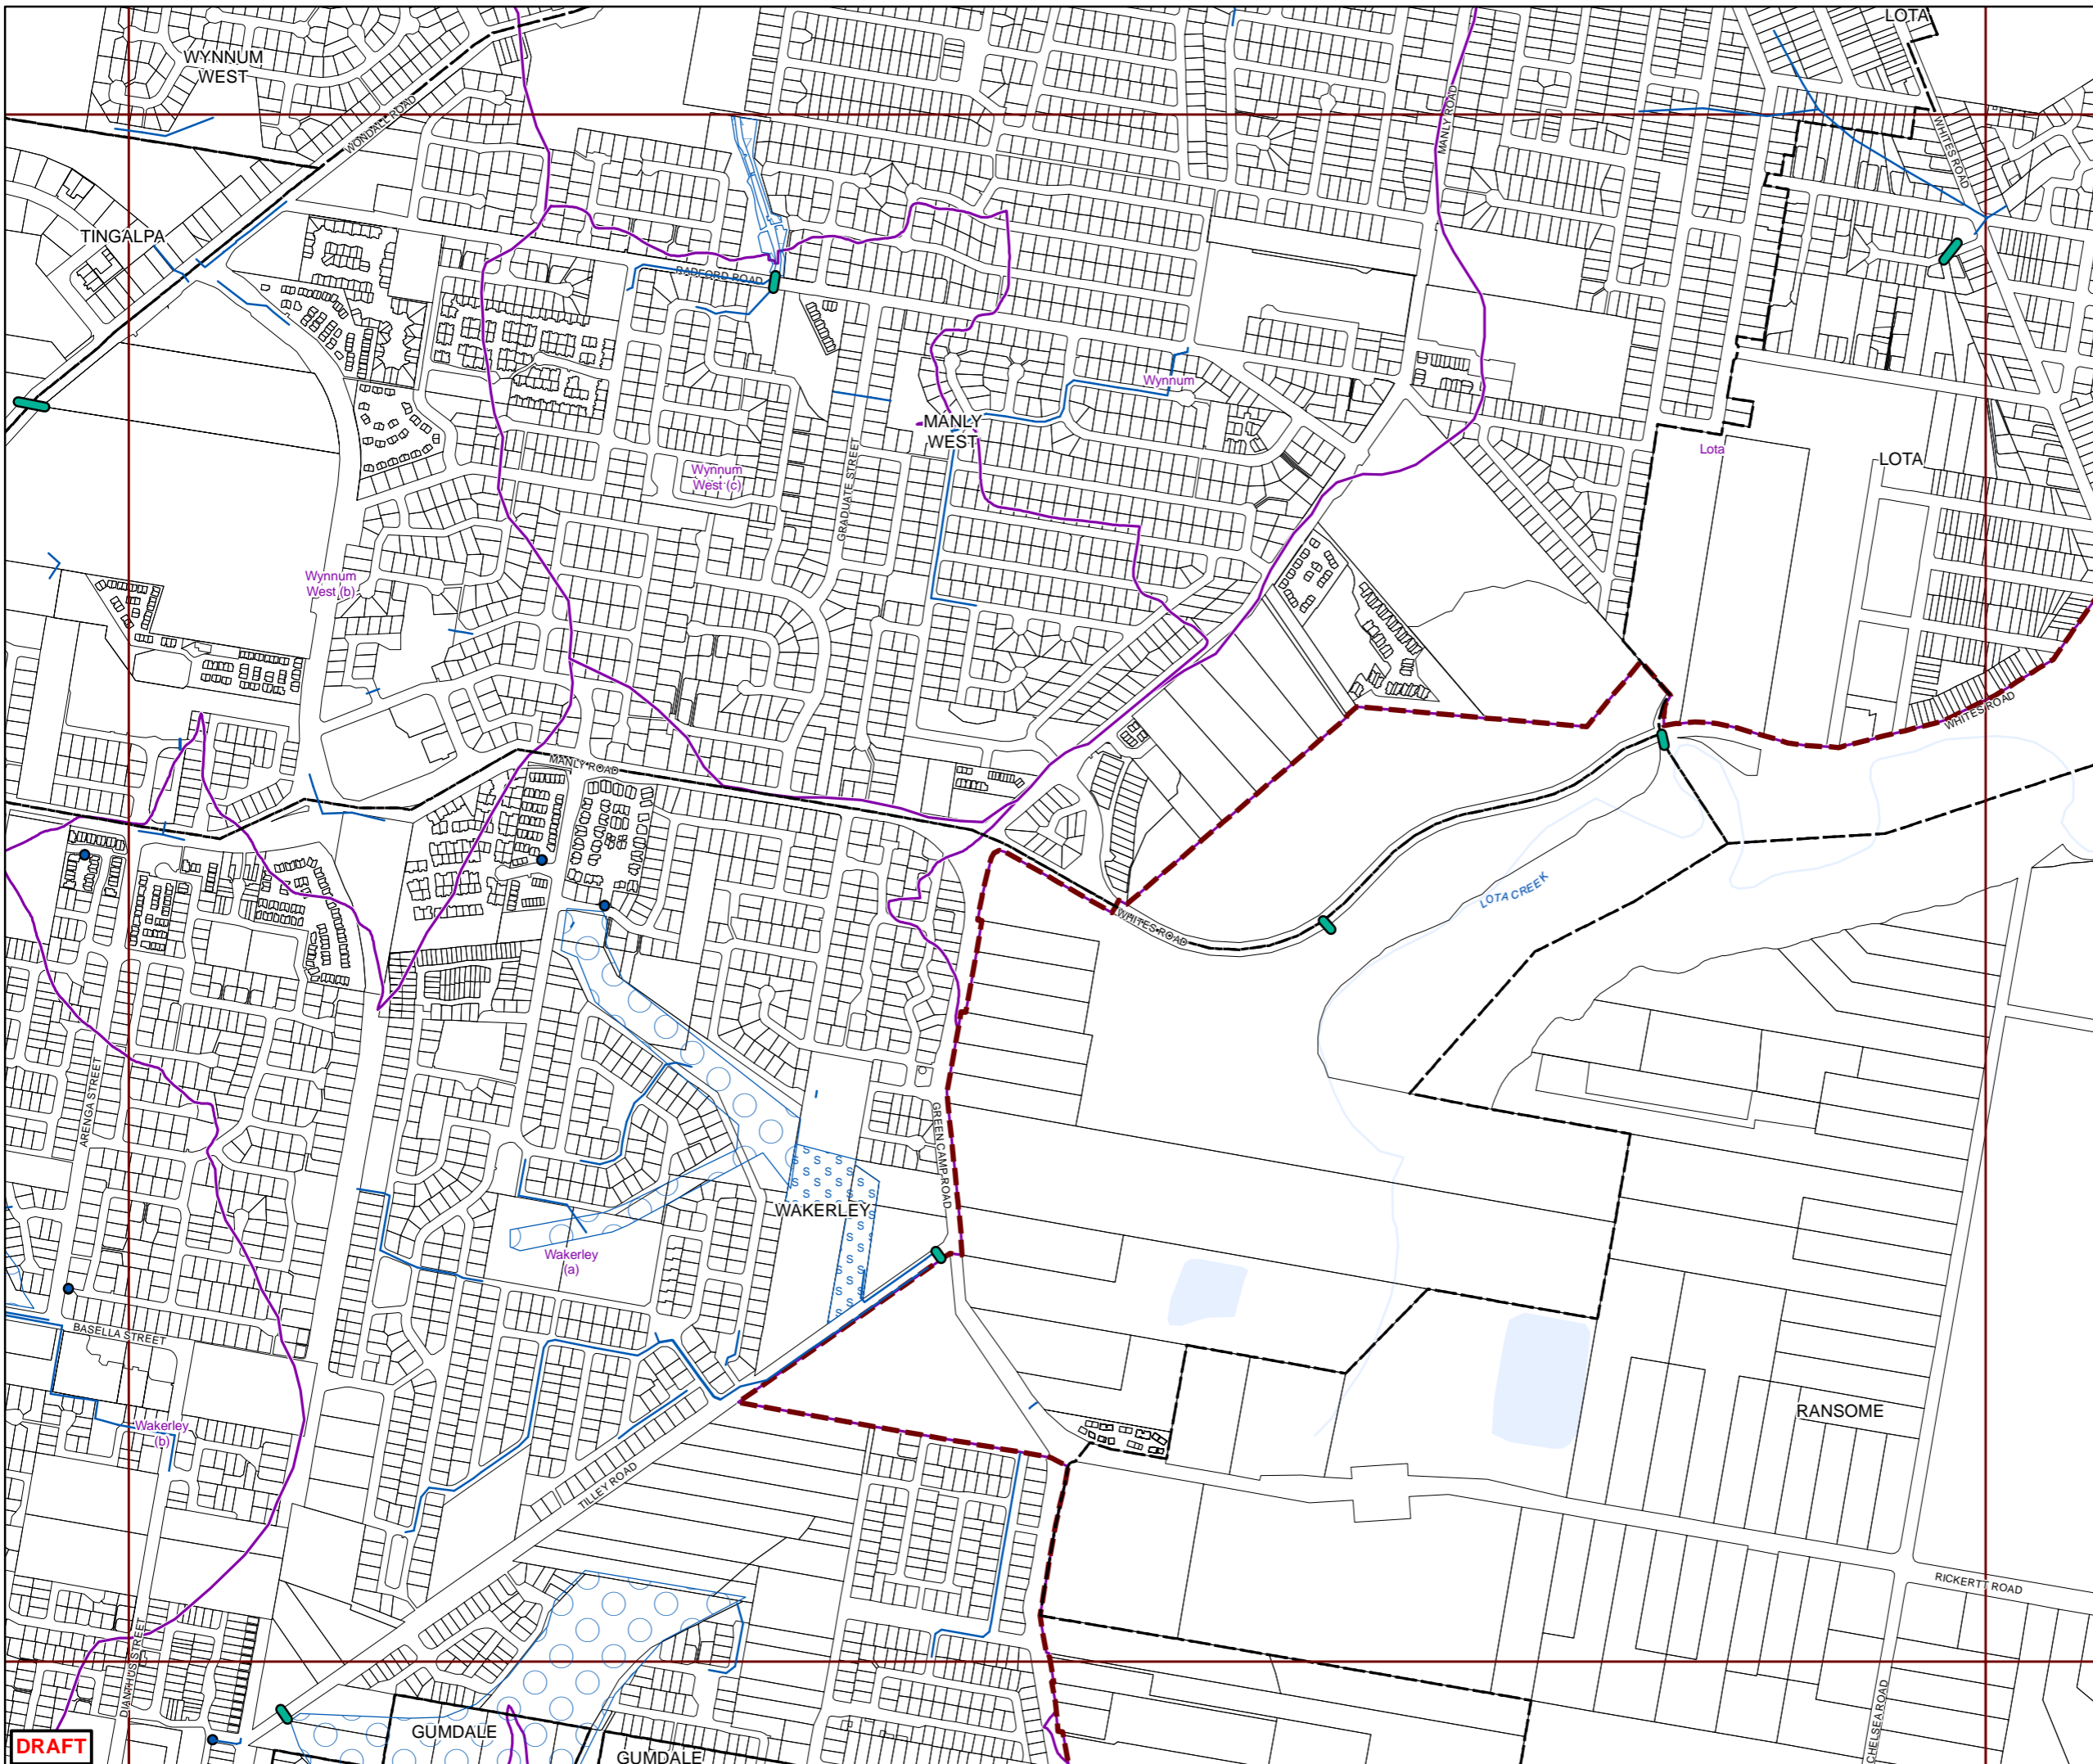 LOTA
WYNNUM
WEST
WONDALL ROAD
MANLY ROAD
WHITES ROAD
TINGALPA
RADFORD ROAD
Wynnum
MANLY
WEST
Lota
LOTA
Wynnum
West (c)
GRADUATE STREET
Wynnum
West (b)
WHITES ROAD
MANLY ROAD
LOTA CREEK
WHITES ROAD
ARENGA STREET
GREENCAMP ROAD
S S S
S S S S
S S S S
S S S S
WAKERLEY
Wakerley
(a)
BASELLA STREET
Wakerley
(b)
RANSOME
TILLEY ROAD
RICKERTT ROAD
DIANTHUS STREET
CHELSEA ROAD
GUMDALE
GUMDALE
DRAFT